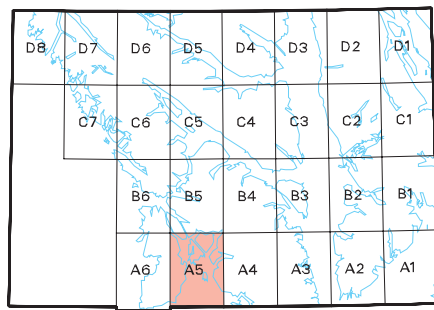 D8 D7 D6 D5 D4 D3 D2 D1
C7 C6 C5 C4 C3 C2 C1
B6 B5 B4 B3 B2 B1
A6 A5 A4 A3 A2 A1